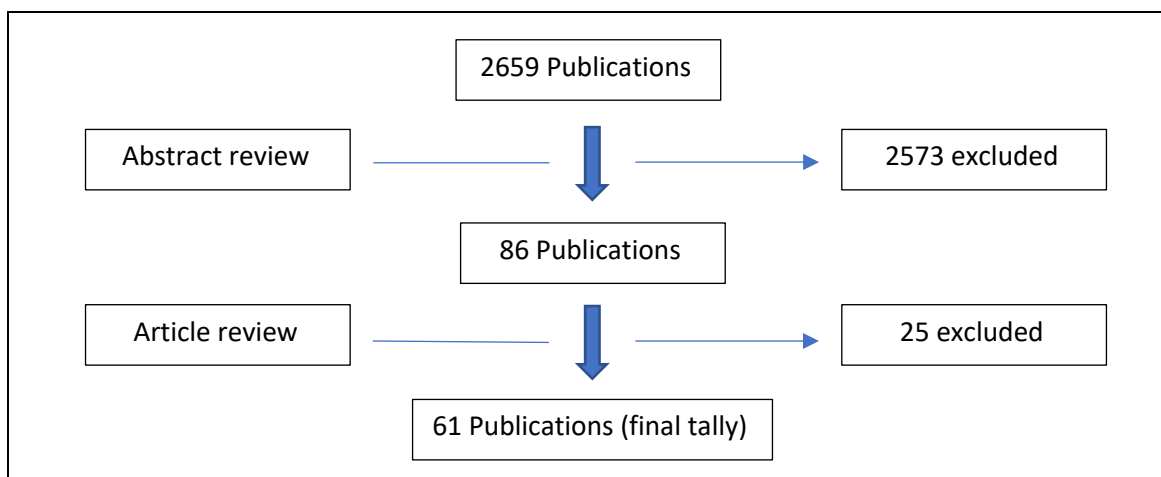 2659 Publications
Abstract review
2573 excluded
86 Publications
Article review
25 excluded
61 Publications (final tally)